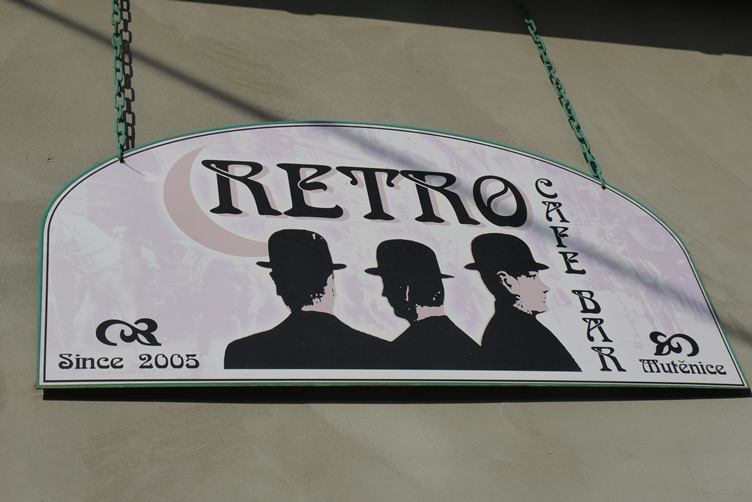 RETRO
CAFE BAR
Since 2005
Mutěnice